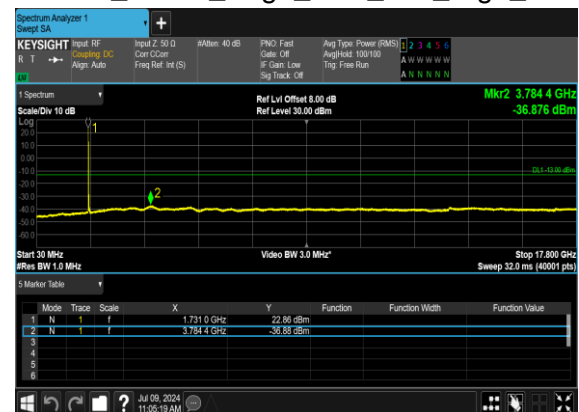 Spectrum Analyzer 1
Swept SA
+
KEYSIGHT Input: RF Input Z: 50 Ω #Atten: 40 dB PNO: Fast Avg Type: Power (RMS) 1 2 3 4 5 6
R T Coupling: DC Corr CCorr Gate: Off Avg|Hold: 100/100 A W W W W W
Align: Auto Freq Ref: Int (S) IF Gain: Low Trig: Free Run
Sig Track: Off A N N N N N
1 Spectrum
Scale/Div 10 dB Ref Lvl Offset 8.00 dB Mkr2 3.784 4 GHz
Ref Level 30.00 dBm -36.876 dBm
Log
20.0
10.0
0.00
-10.0
-20.0
-30.0
-40.0
-50.0
-60.0
1
2
DL1 -13.00 dBm
Start 30 MHz Video BW 3.0 MHz* Stop 17.800 GHz
#Res BW 1.0 MHz Sweep 32.0 ms (40001 pts)
5 Marker Table
Mode Trace Scale X Y Function Function Width Function Value
1 N 1 f 1.731 0 GHz 22.86 dBm
2 N 1 f 3.784 4 GHz -36.88 dBm
3
4
5
6
? Jul 09, 2024
11:05:19 AM